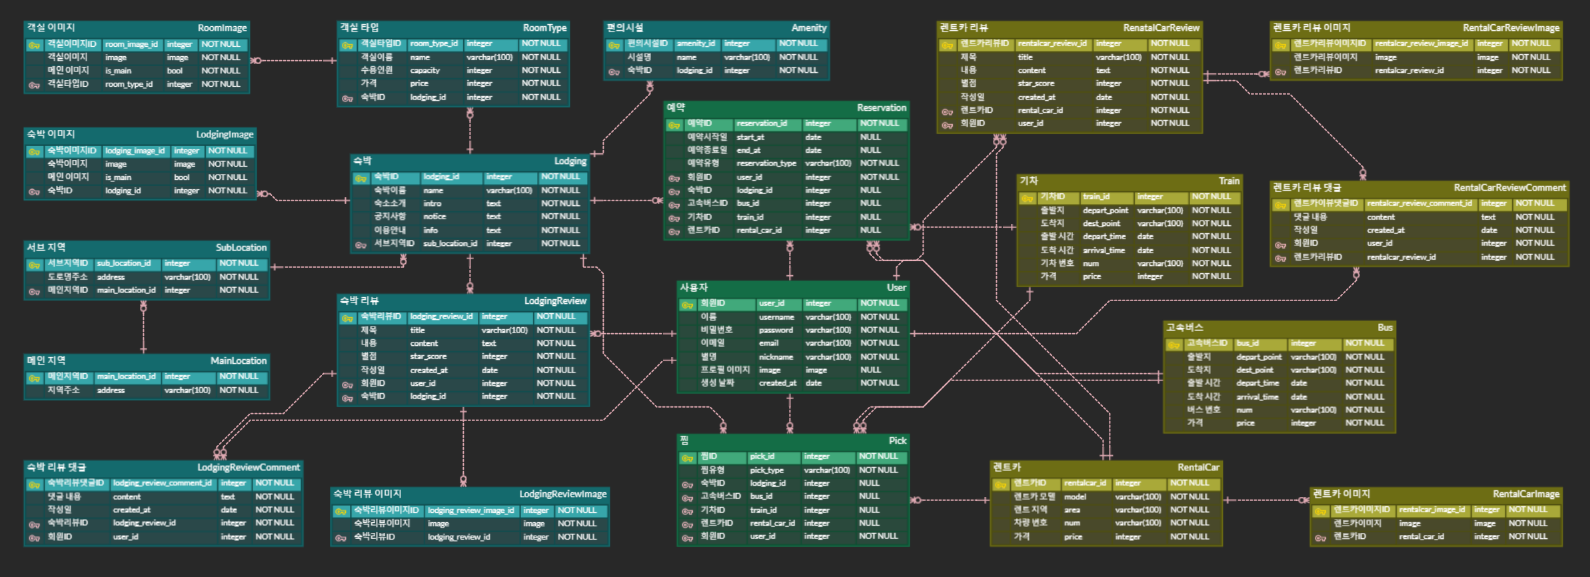 객실 이미지 RoomImage
객실이미지ID room_image_id integer NOT NULL
객실이미지 image image NOT NULL
메인 이미지 is_main bool NOT NULL
객실타입ID room_type_id integer NOT NULL
객실 타입 RoomType
객실타입ID room_type_id integer NOT NULL
객실이름 name varchar(100) NOT NULL
수용인원 capacity integer NOT NULL
가격 price integer NOT NULL
숙박ID lodging_id integer NOT NULL
편의시설 Amenity
편의시설ID amenity_id integer NOT NULL
시설명 name varchar(100) NOT NULL
숙박ID lodging_id integer NOT NULL
렌트카 리뷰 RenatalCarReview
렌트카리뷰ID rentalcar_review_id integer NOT NULL
제목 title varchar(100) NOT NULL
내용 content text NOT NULL
별점 star_score integer NOT NULL
작성일 created_at date NOT NULL
렌트카ID rental_car_id integer NOT NULL
회원ID user_id integer NOT NULL
렌트카 리뷰 이미지 RentalCarReviewImage
렌트카리뷰이미지ID rentalcar_review_image_id integer NOT NULL
렌트카리뷰이미지 image image NOT NULL
렌트카리뷰ID rentalcar_review_id integer NOT NULL
숙박 이미지 LodgingImage
숙박이미지ID lodging_image_id integer NOT NULL
숙박이미지 image image NOT NULL
메인 이미지 is_main bool NOT NULL
숙박ID lodging_id integer NOT NULL
숙박 Lodging
숙박ID lodging_id integer NOT NULL
숙박이름 name varchar(100) NOT NULL
숙소소개 intro text NOT NULL
공지사항 notice text NOT NULL
이용안내 info text NOT NULL
서브지역ID sub_location_id integer NOT NULL
예약 Reservation
예약ID reservation_id integer NOT NULL
예약시작일 start_at date NULL
예약종료일 end_at date NULL
예약유형 reservation_type varchar(100) NOT NULL
회원ID user_id integer NOT NULL
숙박ID lodging_id integer NULL
고속버스ID bus_id integer NULL
기차ID train_id integer NULL
렌트카ID rental_car_id integer NULL
기차 Train
기차ID train_id integer NOT NULL
출발지 depart_point varchar(100) NOT NULL
도착지 dest_point varchar(100) NOT NULL
출발 시간 depart_time date NOT NULL
도착 시간 arrival_time date NOT NULL
기차 번호 num varchar(100) NOT NULL
가격 price integer NOT NULL
렌트카 리뷰 댓글 RentalCarReviewComment
렌트카이뷰댓글ID rentalcar_review_comment_id integer NOT NULL
댓글 내용 content text NOT NULL
작성일 created_at date NOT NULL
회원ID user_id integer NOT NULL
렌트카리뷰ID rentalcar_review_id integer NOT NULL
서브 지역 SubLocation
서브지역ID sub_location_id integer NOT NULL
도로명주소 address varchar(100) NOT NULL
메인지역ID main_location_id integer NOT NULL
숙박 리뷰 LodgingReview
숙박리뷰ID lodging_review_id integer NOT NULL
제목 title varchar(100) NOT NULL
내용 content text NOT NULL
별점 star_score integer NOT NULL
작성일 created_at date NOT NULL
회원ID user_id integer NOT NULL
숙박ID lodging_id integer NOT NULL
사용자 User
회원ID user_id integer NOT NULL
이름 username varchar(100) NOT NULL
비밀번호 password varchar(100) NOT NULL
이메일 email varchar(100) NOT NULL
별명 nickname varchar(100) NOT NULL
프로필 이미지 image image NOT NULL
생성 날짜 created_at date NOT NULL
고속버스 Bus
고속버스ID bus_id integer NOT NULL
출발지 depart_point varchar(100) NOT NULL
도착지 dest_point varchar(100) NOT NULL
출발 시간 depart_time date NOT NULL
도착 시간 arrival_time date NOT NULL
버스 번호 num varchar(100) NOT NULL
가격 price integer NOT NULL
메인 지역 MainLocation
메인지역ID main_location_id integer NOT NULL
지역주소 address varchar(100) NOT NULL
숙박 리뷰 댓글 LodgingReviewComment
숙박리뷰댓글ID lodging_review_comment_id integer NOT NULL
댓글 내용 content text NOT NULL
작성일 created_at date NOT NULL
숙박리뷰ID lodging_review_id integer NOT NULL
회원ID user_id integer NOT NULL
숙박 리뷰 이미지 LodgingReviewImage
숙박리뷰이미지ID lodging_review_image_id integer NOT NULL
숙박리뷰이미지 image image NOT NULL
숙박리뷰ID lodging_review_id integer NOT NULL
찜 Pick
찜ID pick_id integer NOT NULL
찜유형 pick_type varchar(100) NOT NULL
숙박ID lodging_id integer NULL
고속버스ID bus_id integer NULL
기차ID train_id integer NULL
렌트카ID rental_car_id integer NULL
회원ID user_id integer NOT NULL
렌트카 RentalCar
렌트카ID rentalcar_id integer NOT NULL
렌트카 모델 model varchar(100) NOT NULL
렌트 지역 area varchar(100) NOT NULL
차량 번호 num varchar(100) NOT NULL
가격 price integer NOT NULL
렌트카 이미지 RentalCarImage
렌트카이미지ID rentalcar_image_id integer NOT NULL
렌트카이미지 image image NOT NULL
렌트카ID rental_car_id integer NOT NULL